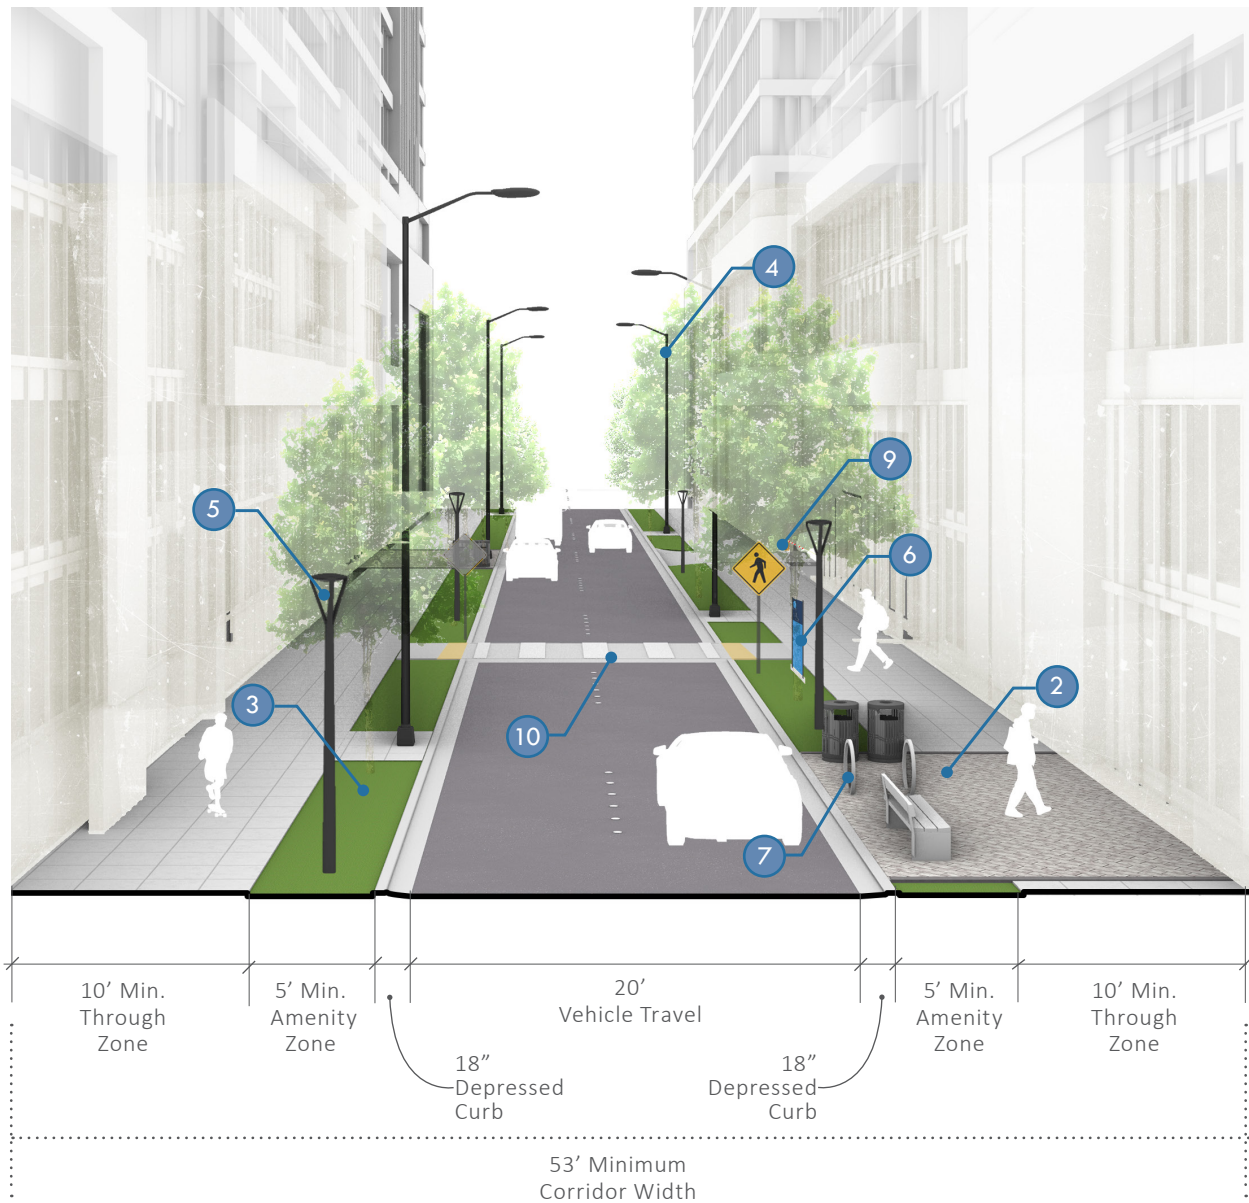 4
9
5
6
2
3
10
7
10’ Min.
Through
Zone
5’ Min.
Amenity
Zone
20’
Vehicle Travel
5’ Min.
Amenity
Zone
10’ Min.
Through
Zone
18”
Depressed
Curb
18”
Depressed
Curb
53’ Minimum
Corridor Width